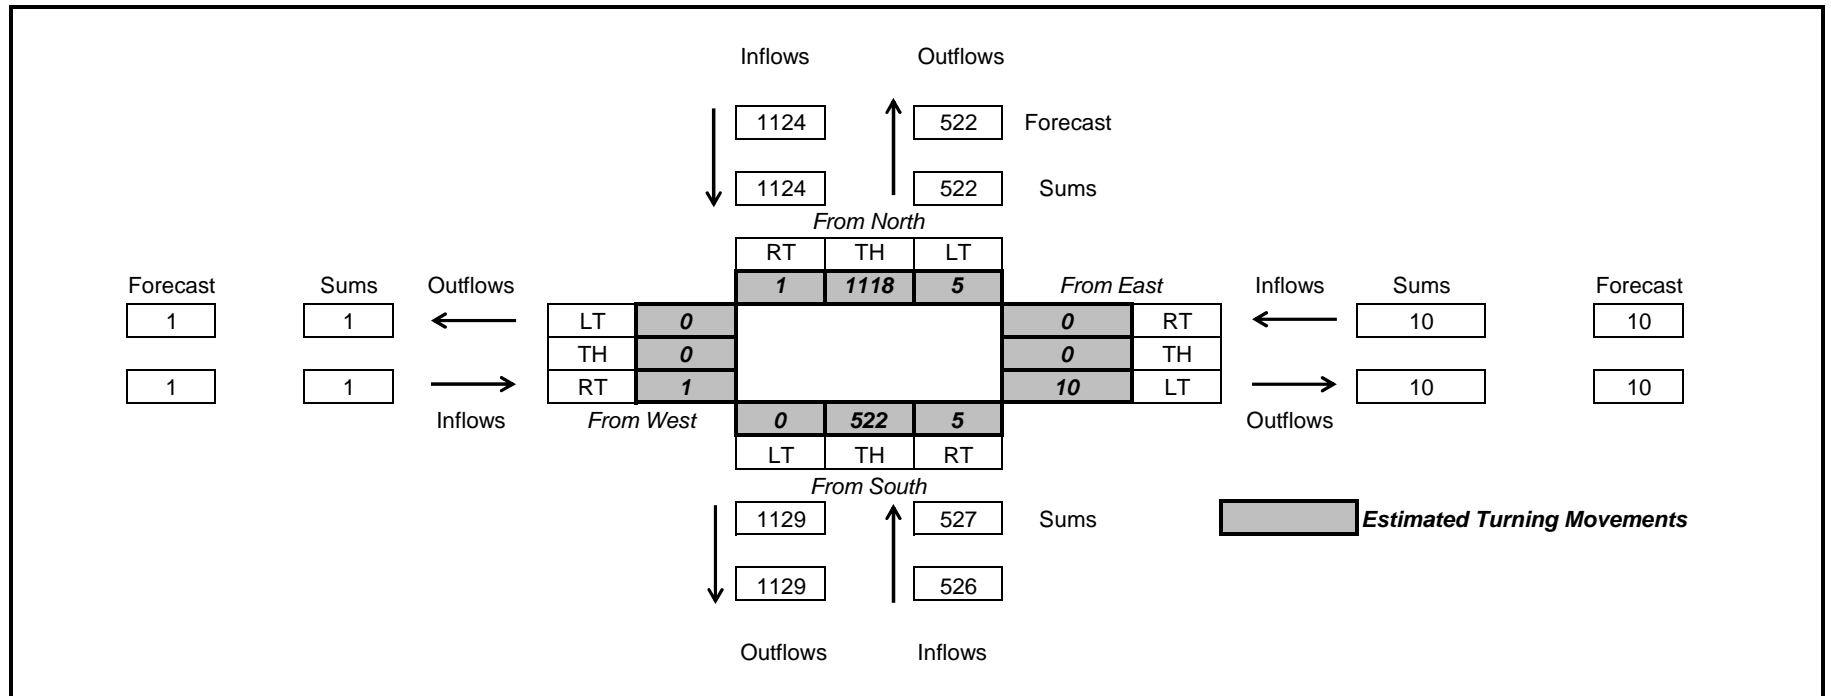 Inflows Outflows
1124 522 Forecast
1124 522 Sums
From North
RT TH LT
Forecast Sums Outflows 1 1118 5 From East Inflows Sums Forecast
1 1 LT 0 0 RT 10 10
TH 0 0 TH
1 1 RT 1 10 LT 10 10
Inflows From West 0 522 5 Outflows
LT TH RT
From South
1129 527 Sums Estimated Turning Movements
1129 526
Outflows Inflows